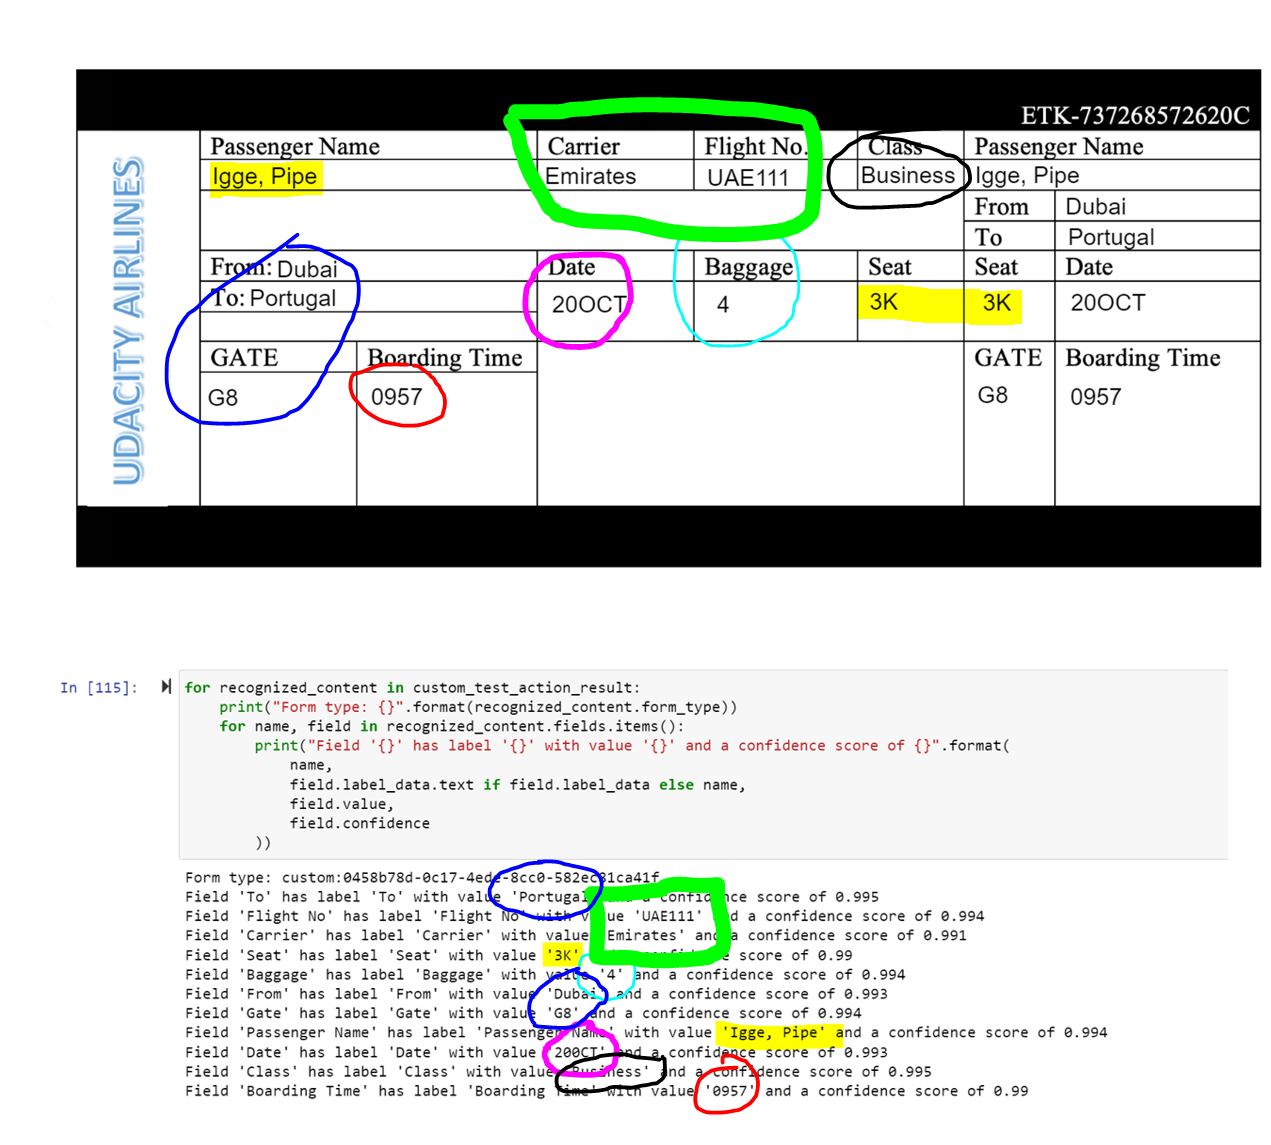 ETK-737268572620C
UDACITY AIRLINES
Passenger Name Carrier Flight No. Class Passenger Name
Igge, Pipe Emirates UAE111 Business Igge, Pipe
From Dubai
To Portugal
From: Dubai Date Baggage Seat Seat Date
To: Portugal 20OCT 4 3K 3K 20OCT
GATE Boarding Time GATE Boarding Time
G8 0957 G8 0957
In [115]:
for recognized_content in custom_test_action_result:
    print("Form type: {}".format(recognized_content.form_type))
    for name, field in recognized_content.fields.items():
        print("Field '{}' has label '{}' with value '{}' and a confidence score of {}".format(
            name,
            field.label_data.text if field.label_data else name,
            field.value,
            field.confidence
        ))
Form type: custom:0458b78d-0c17-4ede-8cc0-582ec31ca41f
Field 'To' has label 'To' with value 'Portugal' and a confidence score of 0.995
Field 'Flight No' has label 'Flight No' with value 'UAE111' and a confidence score of 0.994
Field 'Carrier' has label 'Carrier' with value 'Emirates' and a confidence score of 0.991
Field 'Seat' has label 'Seat' with value '3K' and a confidence score of 0.99
Field 'Baggage' has label 'Baggage' with value '4' and a confidence score of 0.994
Field 'From' has label 'From' with value 'Dubai' and a confidence score of 0.993
Field 'Gate' has label 'Gate' with value 'G8' and a confidence score of 0.994
Field 'Passenger Name' has label 'Passenger Name' with value 'Igge, Pipe' and a confidence score of 0.994
Field 'Date' has label 'Date' with value '20OCT' and a confidence score of 0.993
Field 'Class' has label 'Class' with value 'Business' and a confidence score of 0.995
Field 'Boarding Time' has label 'Boarding Time' with value '0957' and a confidence score of 0.99